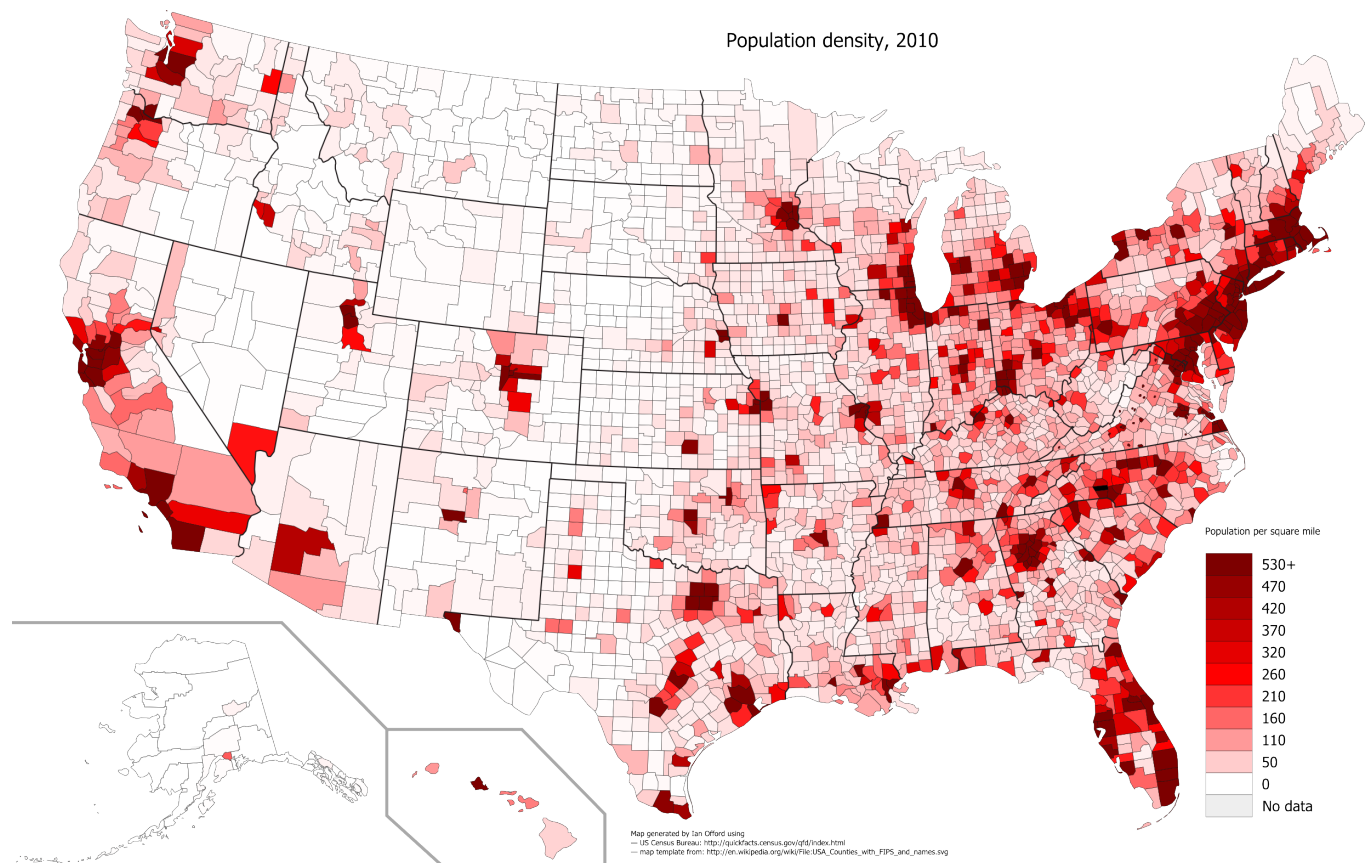 Population density, 2010
Population per square mile
530+
470
420
370
320
260
210
160
110
50
0
No data
Map generated by Ian Offord using
— US Census Bureau: http://quickfacts.census.gov/qfd/index.html
— map template from: http://en.wikipedia.org/wiki/File:USA_Counties_with_FIPS_and_names.svg